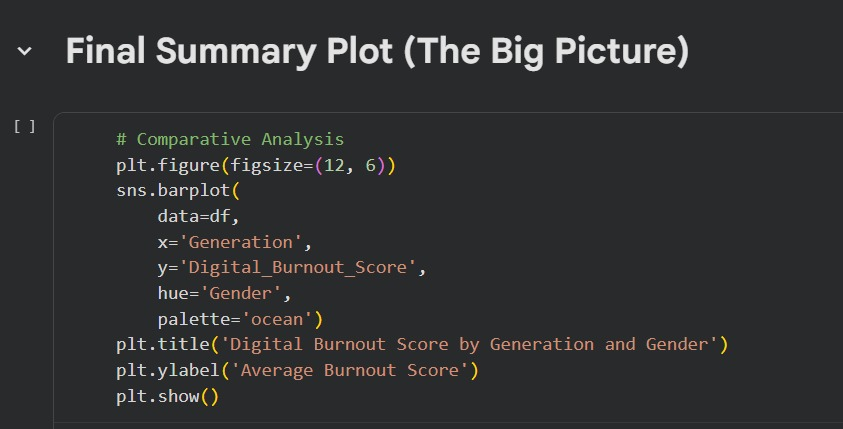 Final Summary Plot (The Big Picture)
[ ]
# Comparative Analysis
plt.figure(figsize=(12, 6))
sns.barplot(
    data=df,
    x='Generation',
    y='Digital_Burnout_Score',
    hue='Gender',
    palette='ocean')
plt.title('Digital Burnout Score by Generation and Gender')
plt.ylabel('Average Burnout Score')
plt.show()